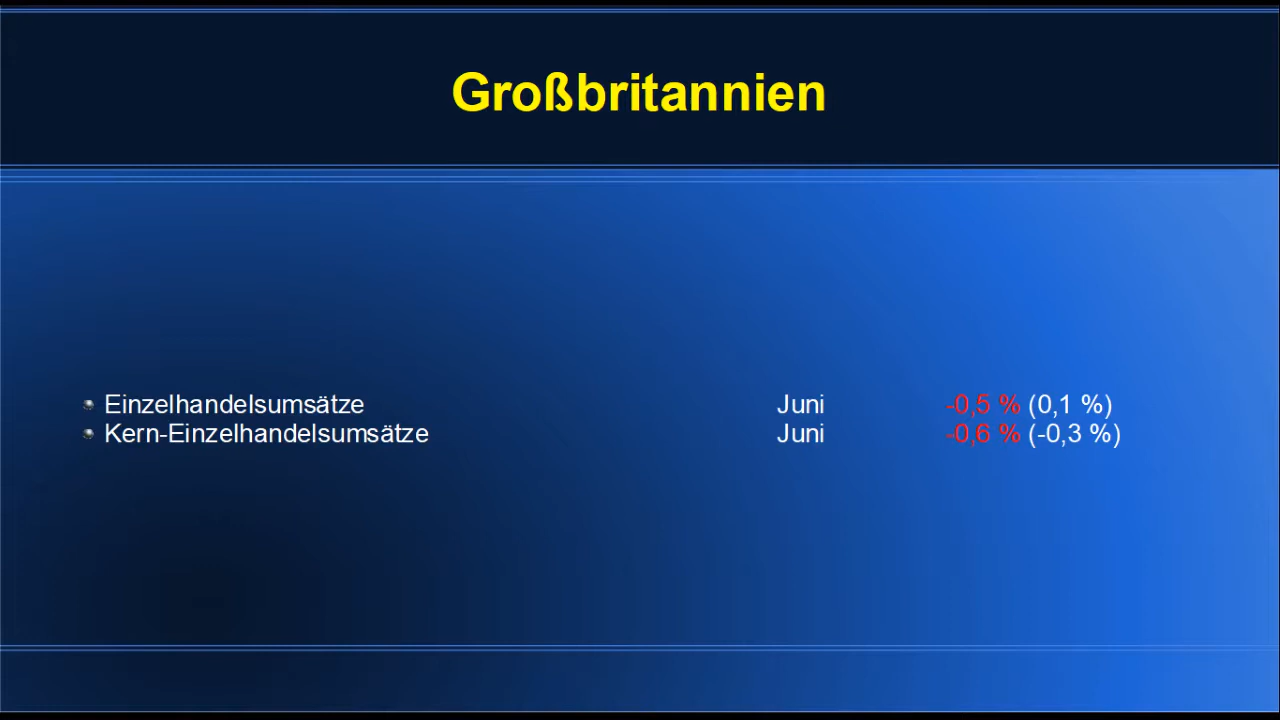 Großbritannien
Einzelhandelsumsätze Juni -0,5 % (0,1 %)
Kern-Einzelhandelsumsätze Juni -0,6 % (-0,3 %)